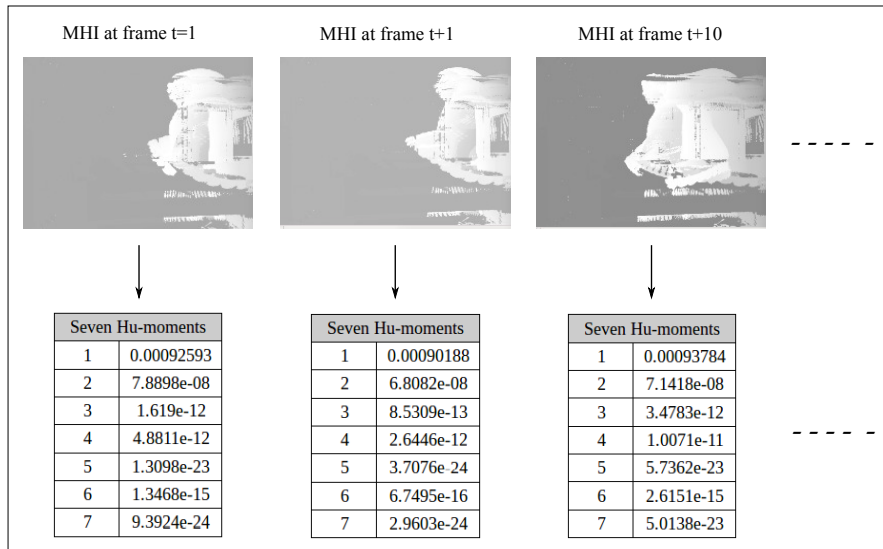 MHI at frame t=1 MHI at frame t+1 MHI at frame t+10
Seven Hu-moments Seven Hu-moments Seven Hu-moments
1 0.00092593 1 0.00090188 1 0.00093784
2 7.8898e-08 2 6.8082e-08 2 7.1418e-08
3 1.619e-12 3 8.5309e-13 3 3.4783e-12
4 4.8811e-12 4 2.6446e-12 4 1.0071e-11
5 1.3098e-23 5 3.7076e-24 5 5.7362e-23
6 1.3468e-15 6 6.7495e-16 6 2.6151e-15
7 9.3924e-24 7 2.9603e-24 7 5.0138e-23